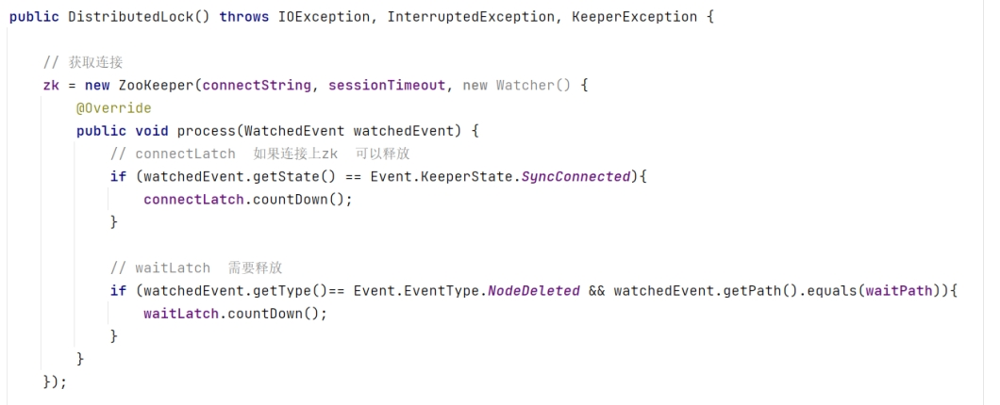 public DistributedLock() throws IOException, InterruptedException, KeeperException {
// 获取连接
zk = new ZooKeeper(connectString, sessionTimeout, new Watcher() {
@Override
public void process(WatchedEvent watchedEvent) {
// connectLatch 如果连接上zk 可以释放
if (watchedEvent.getState() == Event.KeeperState.SyncConnected){
connectLatch.countDown();
}
// waitLatch 需要释放
if (watchedEvent.getType()== Event.EventType.NodeDeleted && watchedEvent.getPath().equals(waitPath)){
waitLatch.countDown();
}
}
});